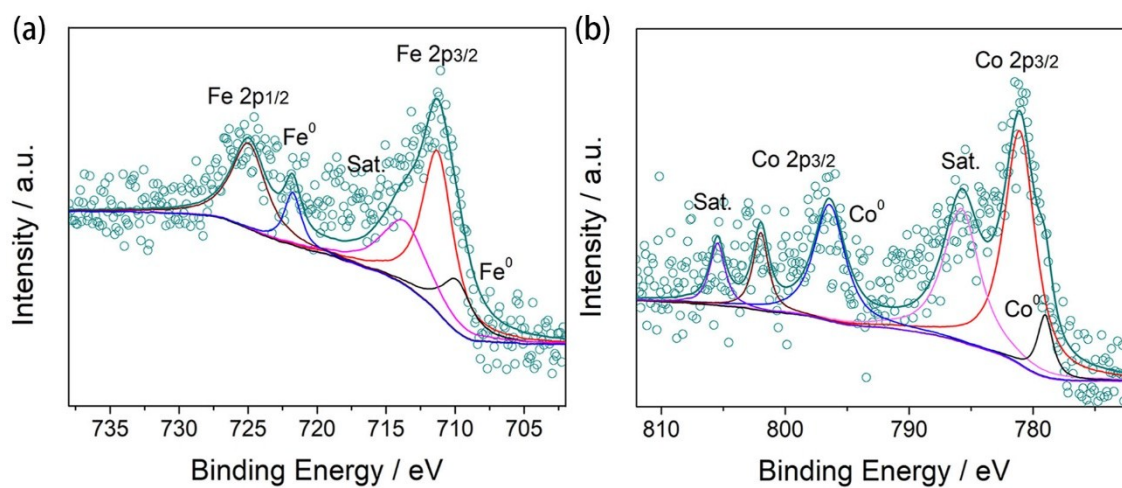 (a)
Fe 2p3/2
Fe 2p1/2
Fe⁰
Sat.
Fe⁰
Intensity / a.u.
735 730 725 720 715 710 705
Binding Energy / eV
(b)
Co 2p3/2
Co 2p3/2
Sat.
Sat.
Co⁰
Co⁰
Intensity / a.u.
810 800 790 780
Binding Energy / eV